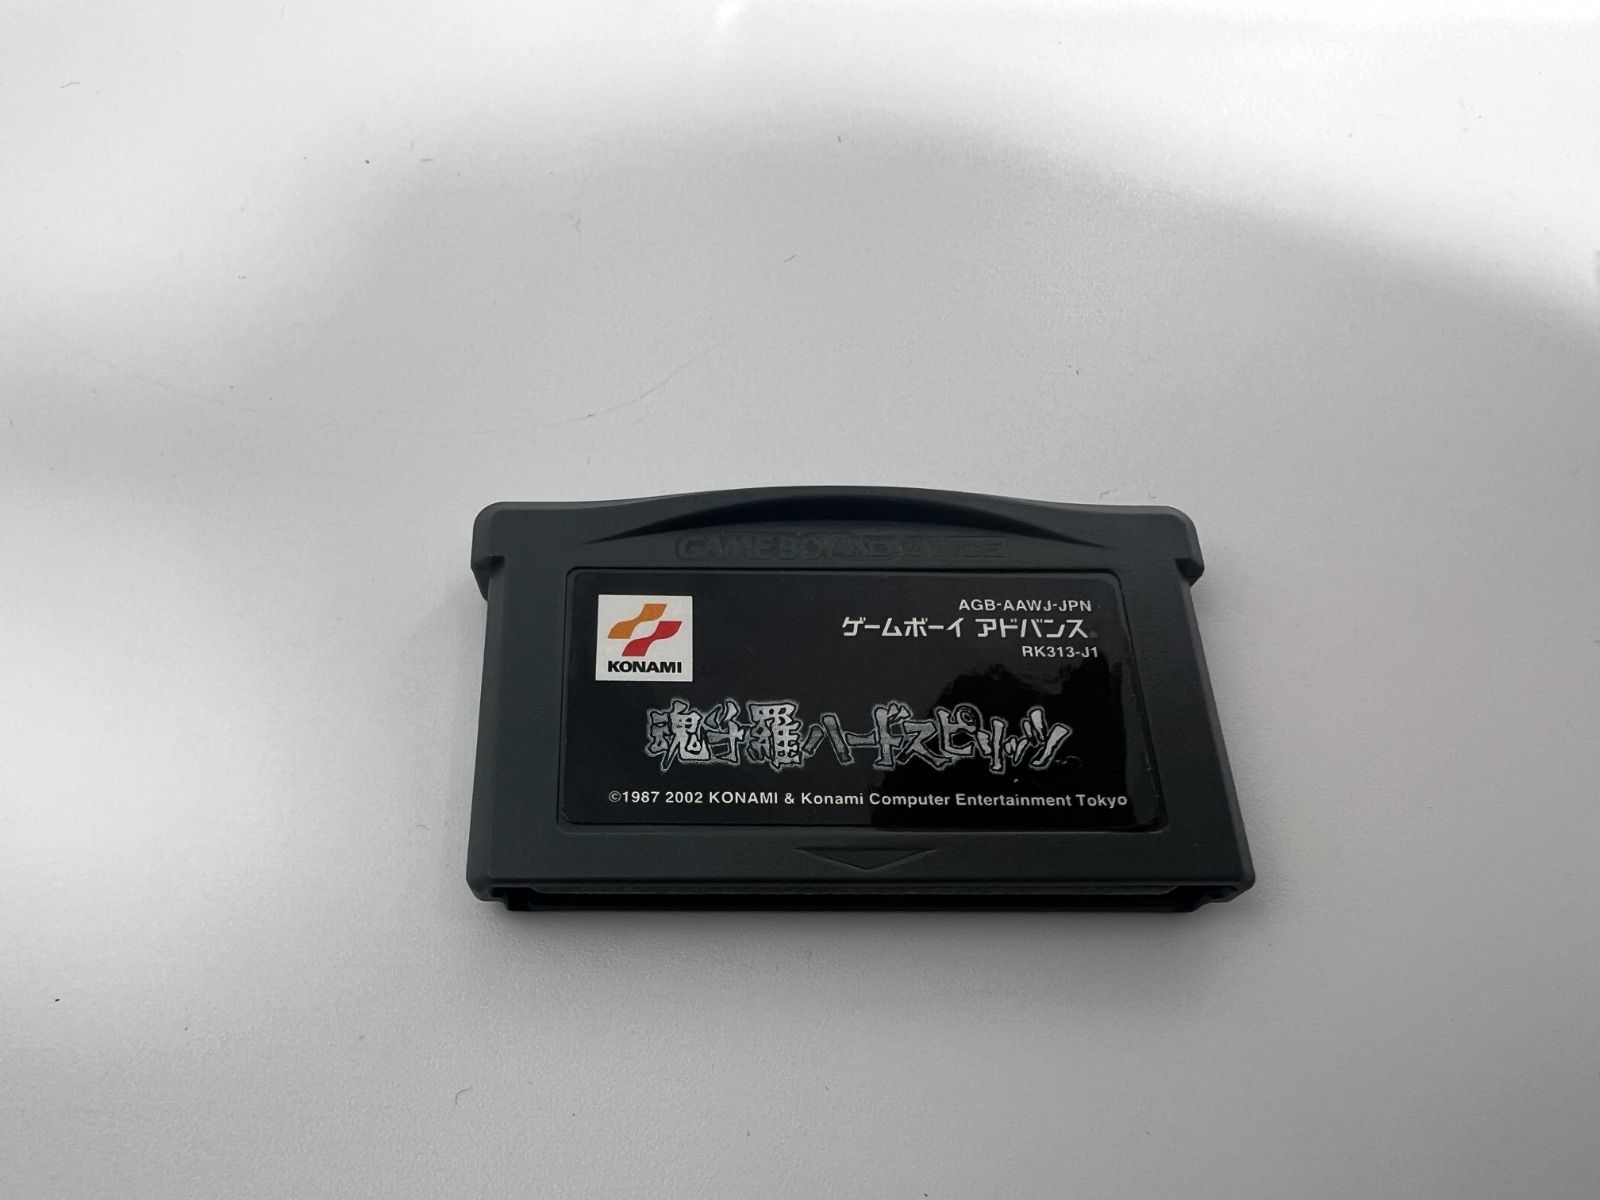 GAME BOY ADVANCE
KONAMI
AGB-AAWJ-JPN
ゲームボーイ アドバンス
RK313-J1
魂斗羅ハードスピリッツ
©1987 2002 KONAMI & Konami Computer Entertainment Tokyo